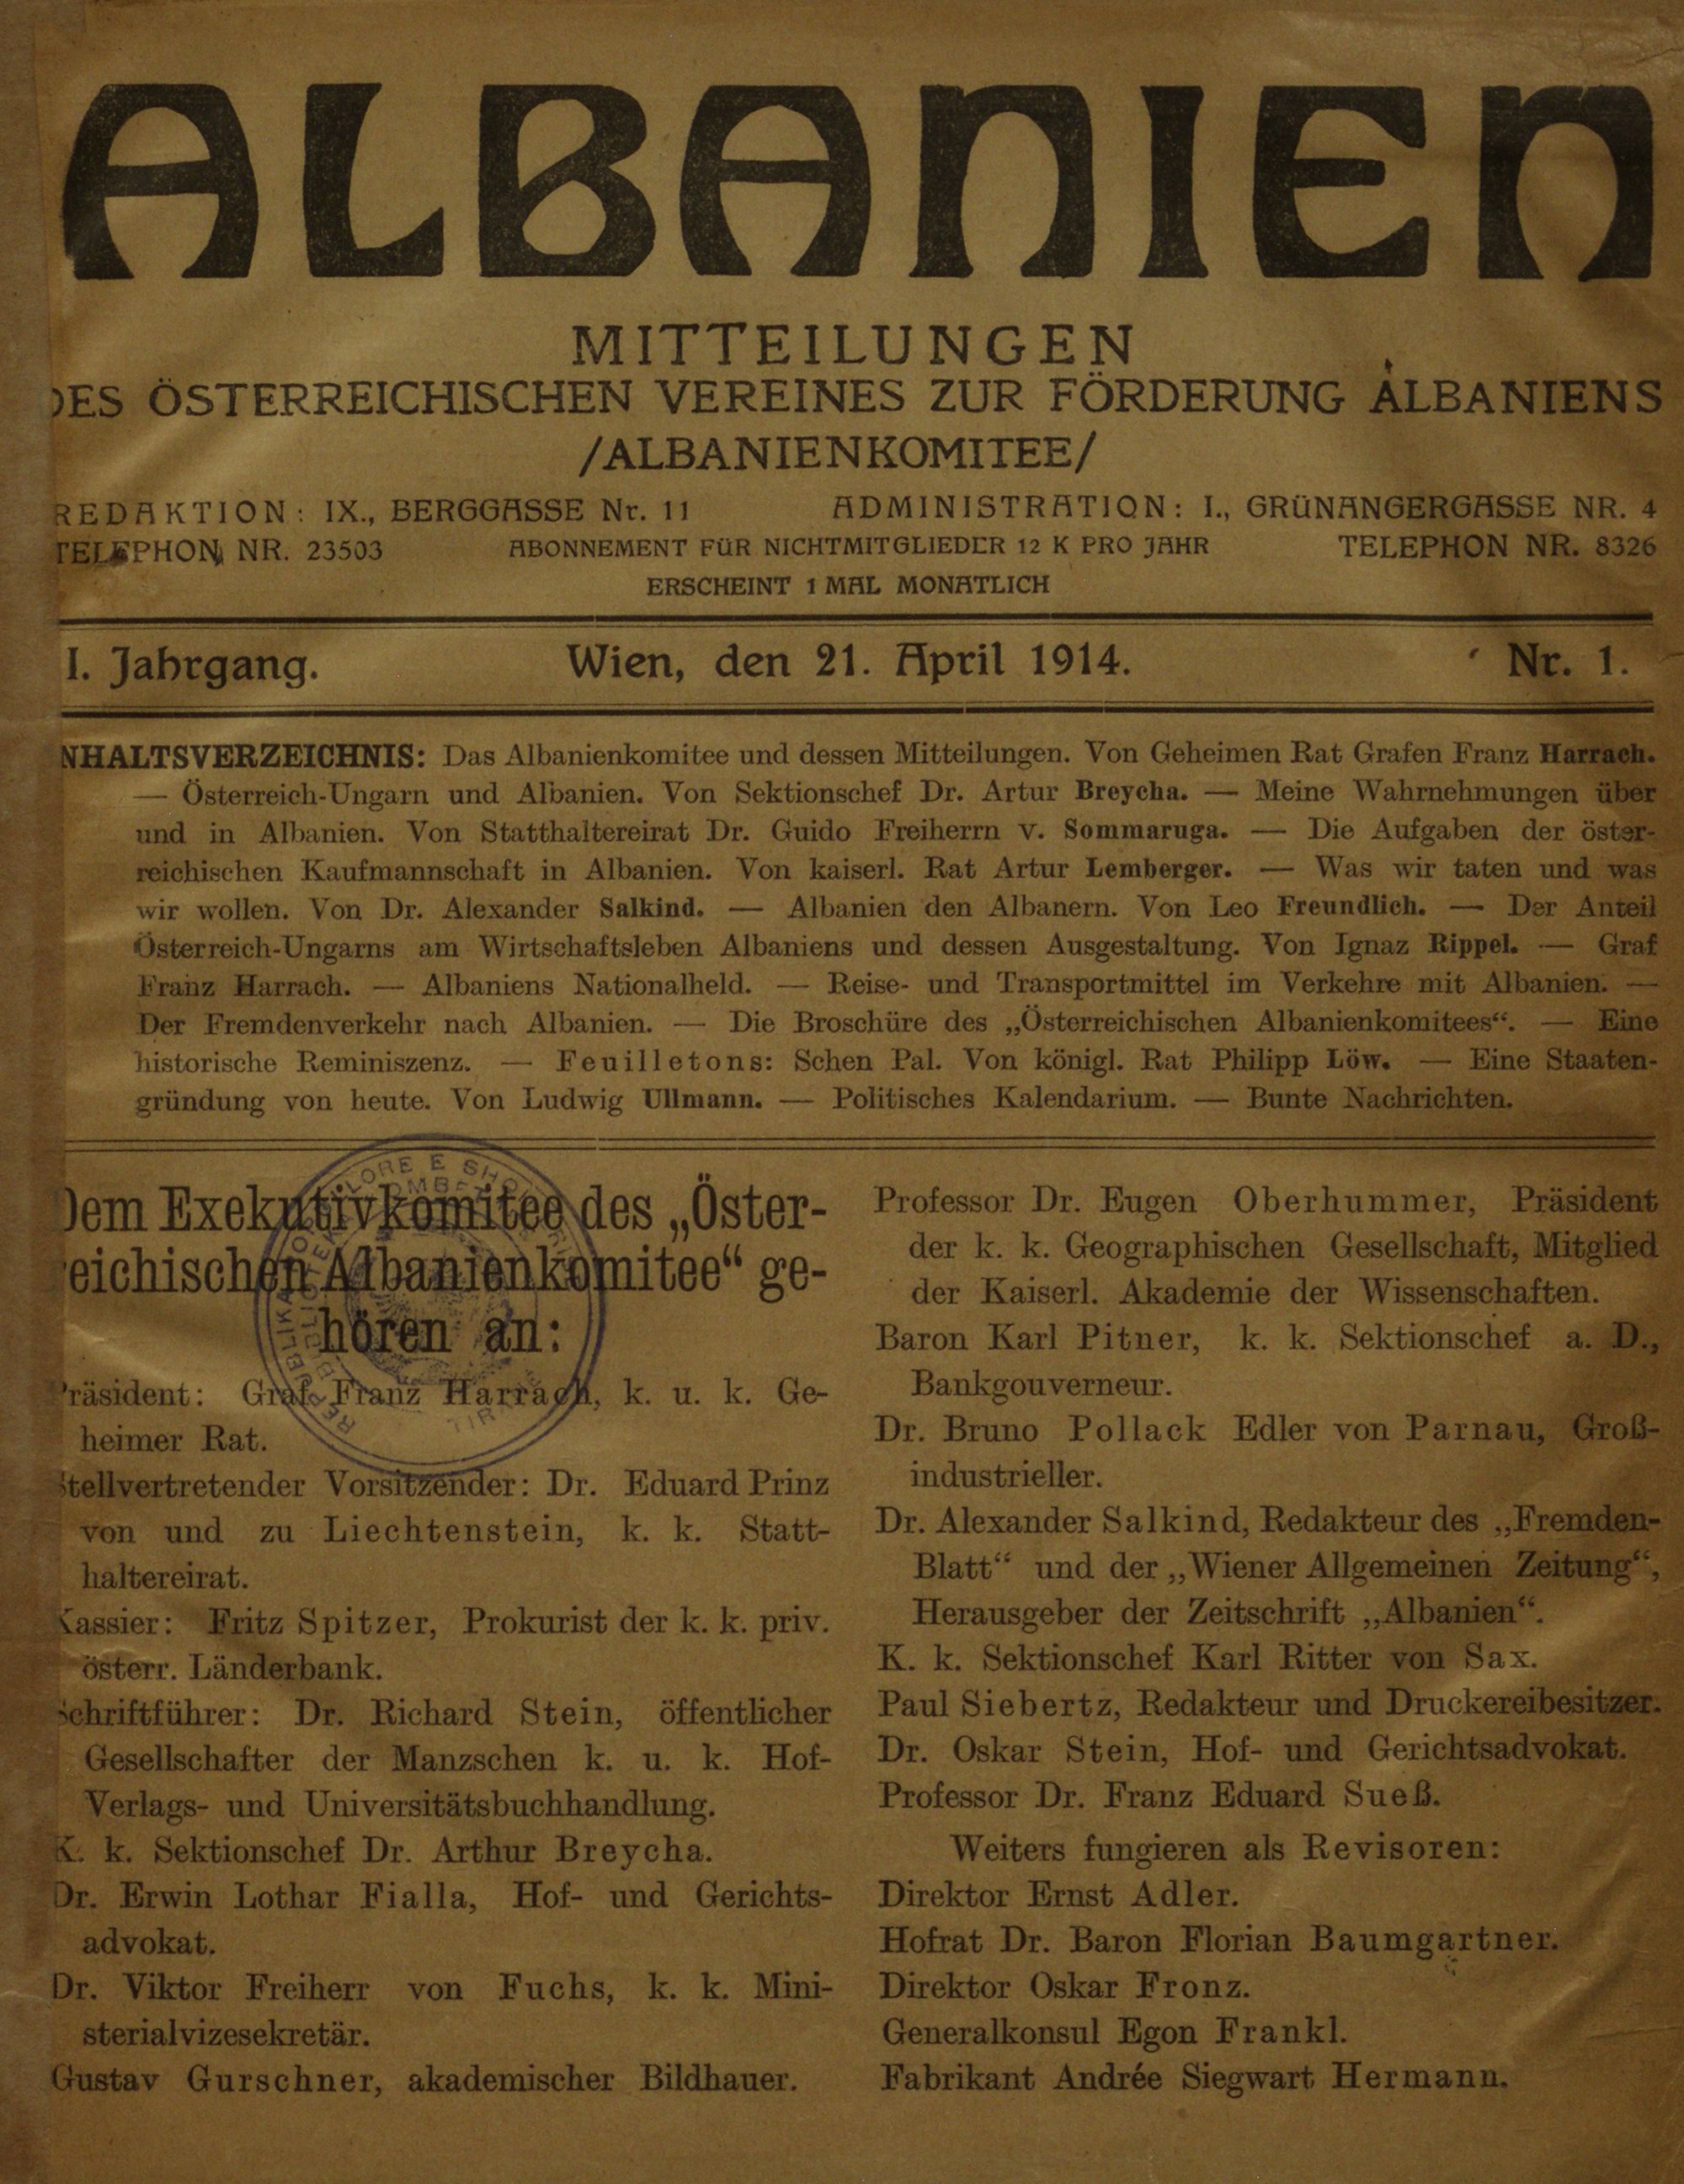 ALBANIEN
MITTEILUNGEN
DES ÖSTERREICHISCHEN VEREINES ZUR FÖRDERUNG ALBANIENS
/ALBANIENKOMITEE/
REDAKTION: IX., BERGGASSE Nr. 11 ADMINISTRATION: I., GRÜNANGERGASSE NR. 4
TELEPHON NR. 23503 ABONNEMENT FÜR NICHTMITGLIEDER 12 K PRO JAHR TELEPHON NR. 8326
ERSCHEINT 1 MAL MONATLICH
I. Jahrgang. Wien, den 21. April 1914. Nr. 1.
NHALTSVERZEICHNIS: Das Albanienkomitee und dessen Mitteilungen. Von Geheimen Rat Grafen Franz Harrach.
— Österreich-Ungarn und Albanien. Von Sektionschef Dr. Artur Breycha. — Meine Wahrnehmungen über
und in Albanien. Von Statthaltereirat Dr. Guido Freiherrn v. Sommaruga. — Die Aufgaben der öster-
reichischen Kaufmannschaft in Albanien. Von kaiserl. Rat Artur Lemberger. — Was wir taten und was
wir wollen. Von Dr. Alexander Salkind. — Albanien den Albanern. Von Leo Freundlich. — Der Anteil
Österreich-Ungarns am Wirtschaftsleben Albaniens und dessen Ausgestaltung. Von Ignaz Rippel. — Graf
Franz Harrach. — Albaniens Nationalheld. — Reise- und Transportmittel im Verkehre mit Albanien. —
Der Fremdenverkehr nach Albanien. — Die Broschüre des „Österreichischen Albanienkomitees“. — Eine
historische Reminiszenz. — Feuilletons: Schen Pal. Von königl. Rat Philipp Löw. — Eine Staaten-
gründung von heute. Von Ludwig Ullmann. — Politisches Kalendarium. — Bunte Nachrichten.
Dem Exekutivkomitee des „Öster-
reichischen Albanienkomitee“ ge-
hören an:
Präsident: Graf Franz Harrach, k. u. k. Ge-
heimer Rat.
Stellvertretender Vorsitzender: Dr. Eduard Prinz
von und zu Liechtenstein, k. k. Statt-
haltereirat.
Kassier: Fritz Spitzer, Prokurist der k. k. priv.
österr. Länderbank.
Schriftführer: Dr. Richard Stein, öffentlicher
Gesellschafter der Manzschen k. u. k. Hof-
Verlags- und Universitätsbuchhandlung.
K. k. Sektionschef Dr. Arthur Breycha.
Dr. Erwin Lothar Fialla, Hof- und Gerichts-
advokat.
Dr. Viktor Freiherr von Fuchs, k. k. Mini-
sterialvizesekretär.
Gustav Gurschner, akademischer Bildhauer.
Professor Dr. Eugen Oberhummer, Präsident
der k. k. Geographischen Gesellschaft, Mitglied
der Kaiserl. Akademie der Wissenschaften.
Baron Karl Pitner, k. k. Sektionschef a. D.,
Bankgouverneur.
Dr. Bruno Pollack Edler von Parnau, Groß-
industrieller.
Dr. Alexander Salkind, Redakteur des „Fremden-
Blatt“ und der „Wiener Allgemeinen Zeitung“,
Herausgeber der Zeitschrift „Albanien“.
K. k. Sektionschef Karl Ritter von Sax.
Paul Siebertz, Redakteur und Druckereibesitzer.
Dr. Oskar Stein, Hof- und Gerichtsadvokat.
Professor Dr. Franz Eduard Sueß.
Weiters fungieren als Revisoren:
Direktor Ernst Adler.
Hofrat Dr. Baron Florian Baumgartner.
Direktor Oskar Fronz.
Generalkonsul Egon Frankl.
Fabrikant Andrée Siegwart Hermann.